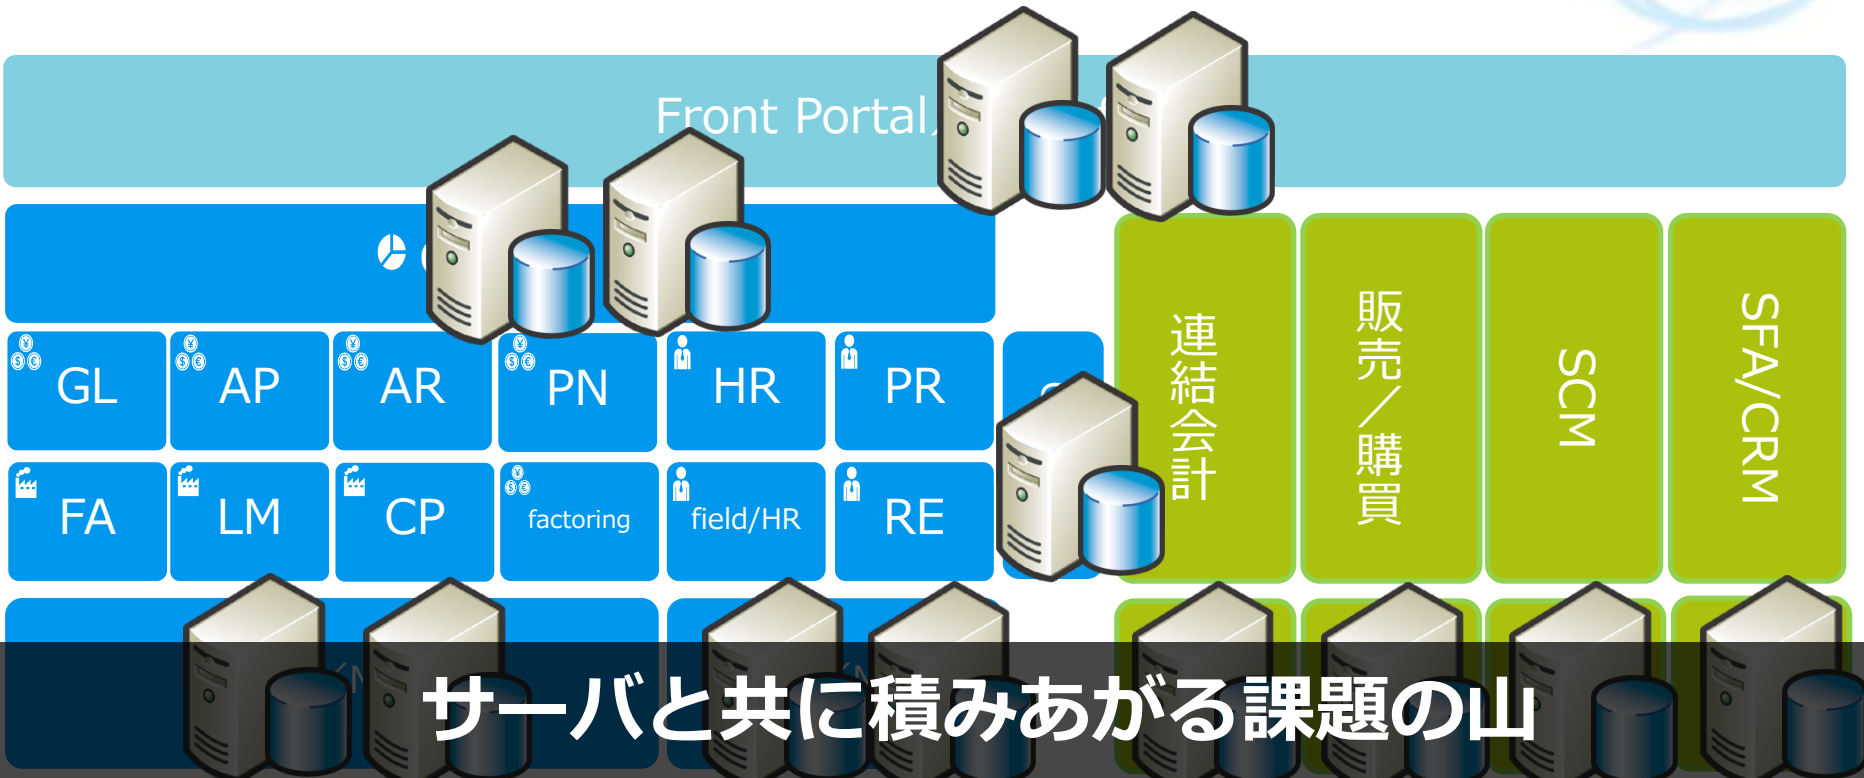 Front Portal
GL
AP
AR
PN
HR
PR
FA
LM
CP
factoring
field/HR
RE
連結会計
販売／購買
SCM
SFA/CRM
サーバと共に積みあがる課題の山